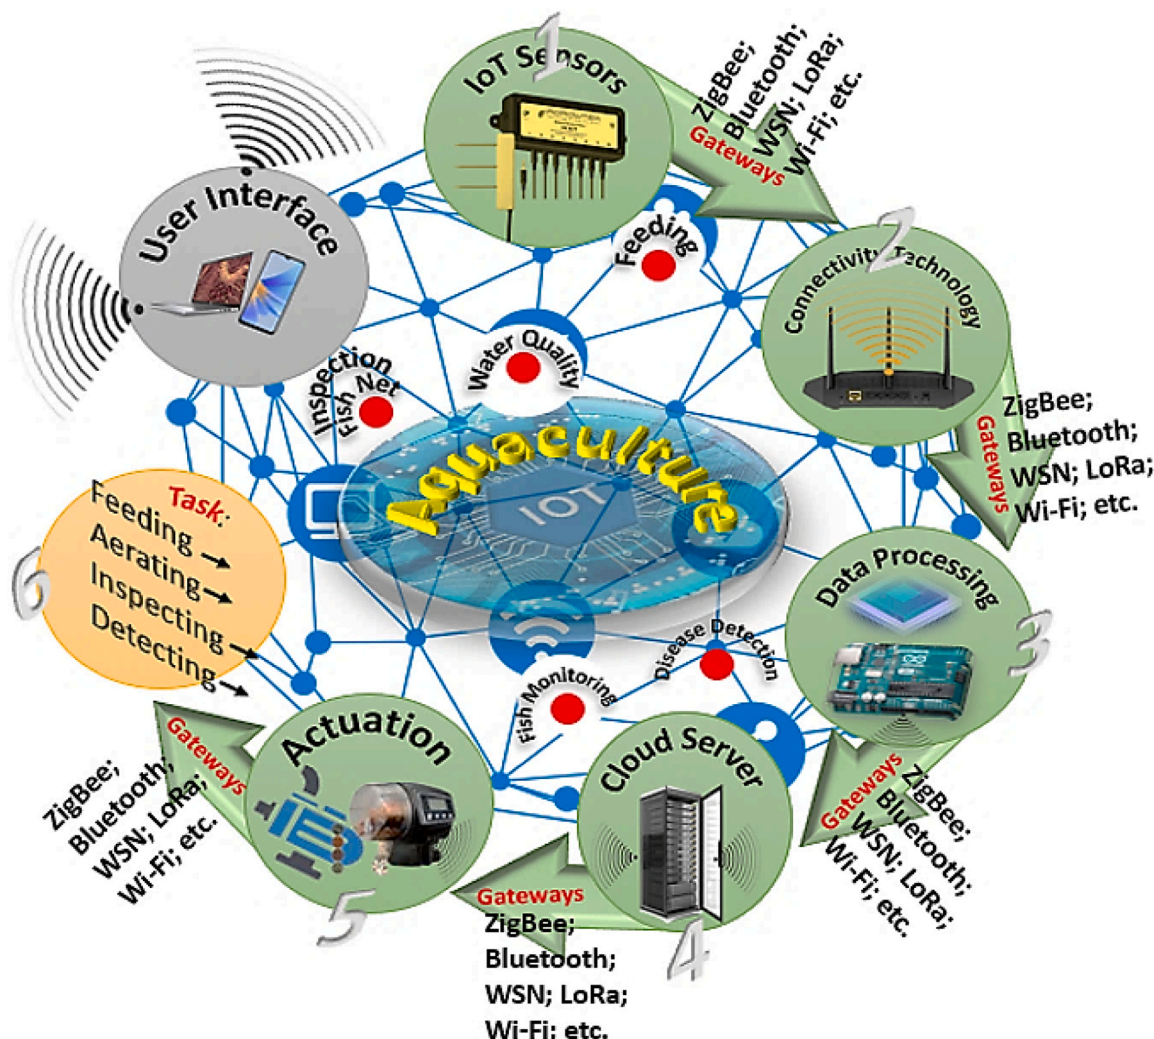 1
IoT Sensors
ZigBee;
Bluetooth;
WSN; LoRa;
Wi-Fi; etc.
Gateways
2
Connectivity Technology
Gateways
ZigBee;
Bluetooth;
WSN; LoRa;
Wi-Fi; etc.
3
Data Processing
Gateways
ZigBee;
Bluetooth;
WSN; LoRa;
Wi-Fi; etc.
4
Cloud Server
Gateways
ZigBee;
Bluetooth;
WSN; LoRa;
Wi-Fi; etc.
5
Actuation
Gateways
ZigBee;
Bluetooth;
WSN; LoRa;
Wi-Fi; etc.
6
Task:
Feeding
Aerating
Inspecting
Detecting
User Interface
Feeding
Water Quality
Inspection
Fish Net
Aquaculture
IOT
Disease Detection
Fish Monitoring